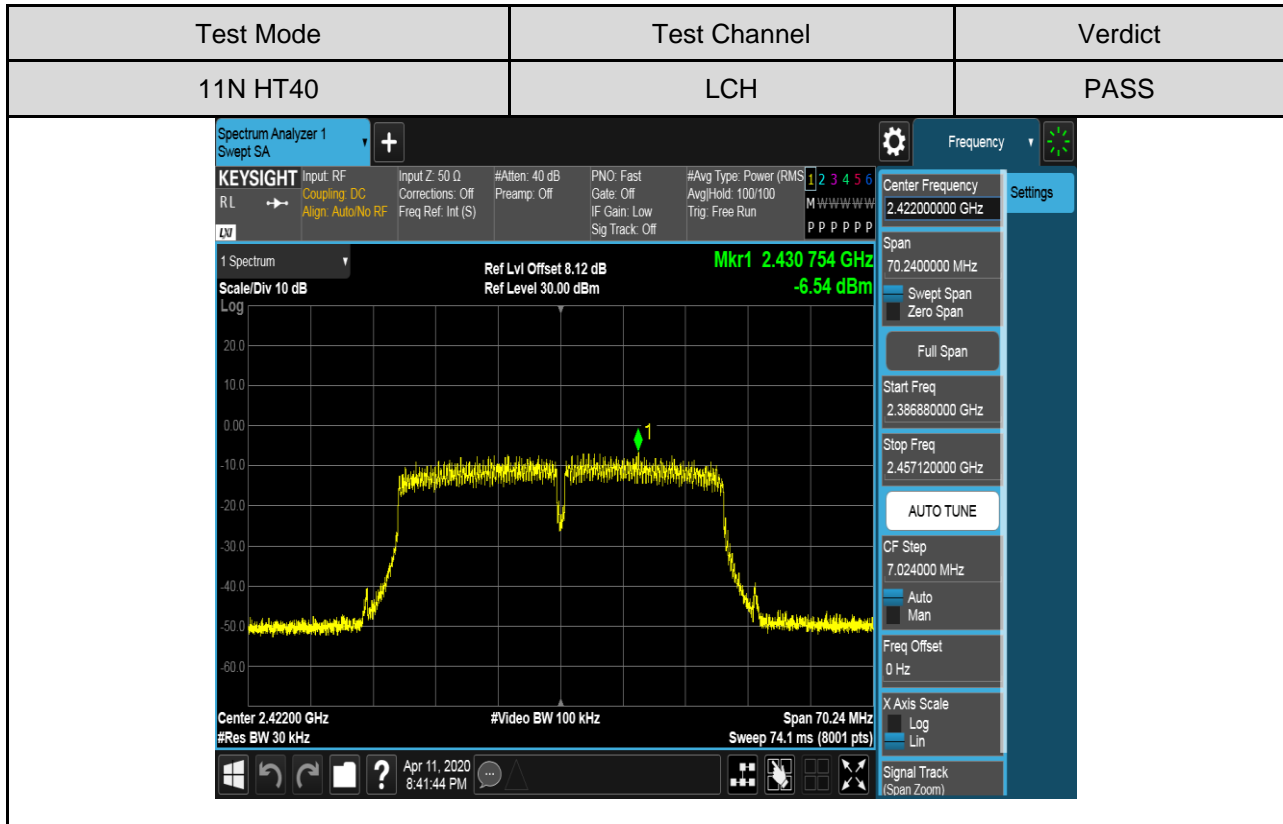 Test Mode Test Channel Verdict
11N HT40 LCH PASS
Spectrum Analyzer 1
Swept SA
+
Frequency
KEYSIGHT
RL
LXI
Input: RF
Coupling: DC
Align: Auto/No RF
Input Z: 50 Ω
Corrections: Off
Freq Ref: Int (S)
#Atten: 40 dB
Preamp: Off
PNO: Fast
Gate: Off
IF Gain: Low
Sig Track: Off
#Avg Type: Power (RMS
Avg|Hold: 100/100
Trig: Free Run
1 2 3 4 5 6
M W W W W W
P P P P P P
Center Frequency
2.422000000 GHz
Settings
Span
70.2400000 MHz
Swept Span
Zero Span
Full Span
Start Freq
2.386880000 GHz
Stop Freq
2.457120000 GHz
AUTO TUNE
CF Step
7.024000 MHz
Auto
Man
Freq Offset
0 Hz
X Axis Scale
Log
Lin
Signal Track
(Span Zoom)
1 Spectrum
Scale/Div 10 dB
Ref Lvl Offset 8.12 dB
Ref Level 30.00 dBm
Mkr1 2.430 754 GHz
-6.54 dBm
Log
20.0
10.0
0.00
-10.0
-20.0
-30.0
-40.0
-50.0
-60.0
1
Center 2.42200 GHz
#Res BW 30 kHz
#Video BW 100 kHz
Span 70.24 MHz
Sweep 74.1 ms (8001 pts)
?
Apr 11, 2020
8:41:44 PM